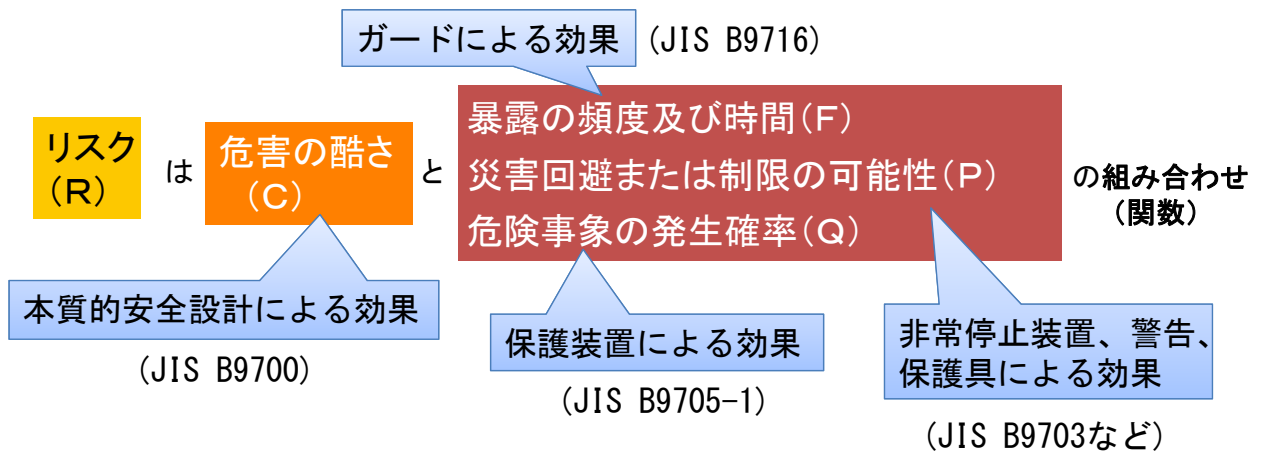 ガードによる効果 (JIS B9716)
リスク
(R)
は
危害の酷さ
(C)
と
暴露の頻度及び時間(F)
災害回避または制限の可能性(P)
危険事象の発生確率(Q)
の組み合わせ
(関数)
本質的安全設計による効果
(JIS B9700)
保護装置による効果
(JIS B9705-1)
非常停止装置、警告、
保護具による効果
(JIS B9703など)